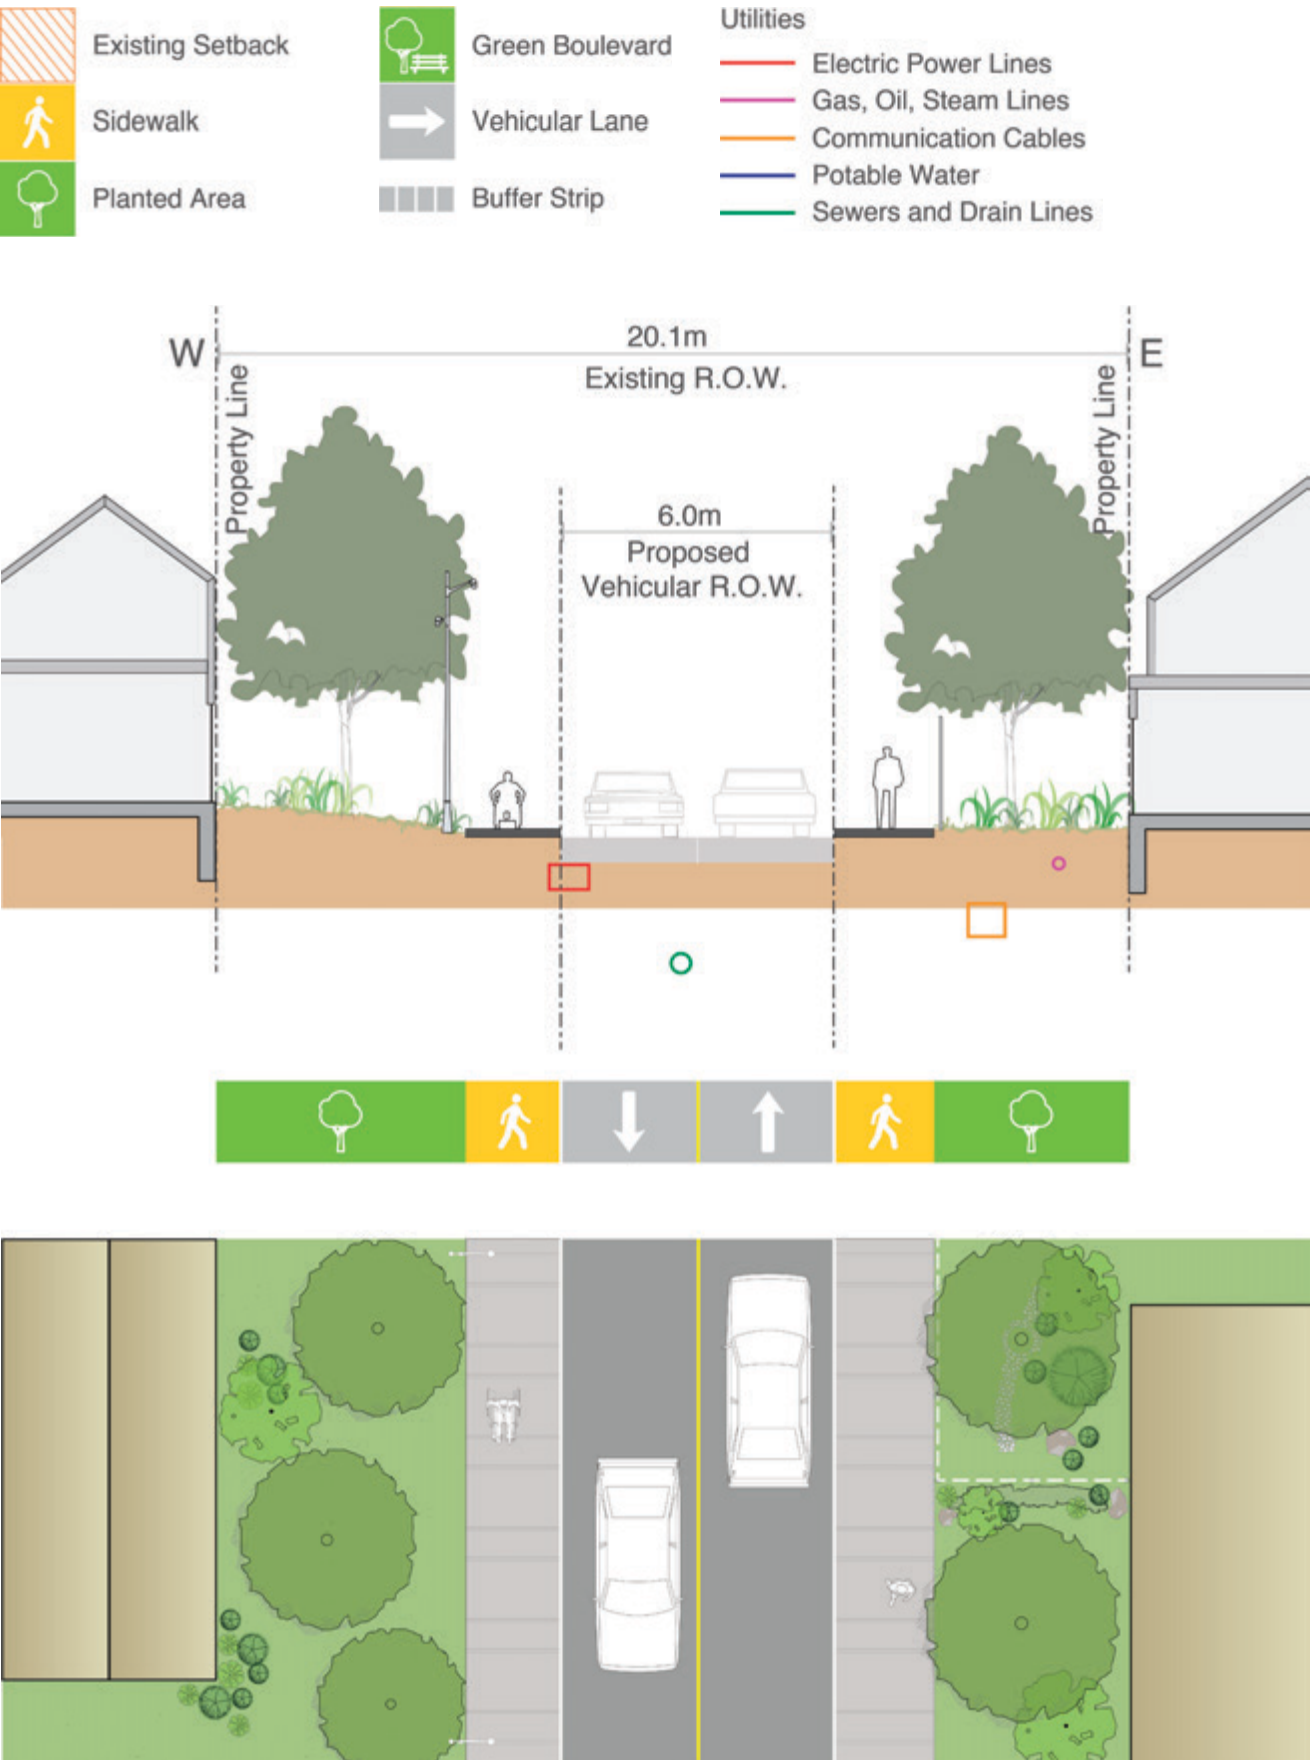 Existing Setback
Sidewalk
Planted Area
Green Boulevard
Vehicular Lane
Buffer Strip
Utilities
Electric Power Lines
Gas, Oil, Steam Lines
Communication Cables
Potable Water
Sewers and Drain Lines
W
20.1m
E
Existing R.O.W.
Property Line
Property Line
6.0m
Proposed
Vehicular R.O.W.